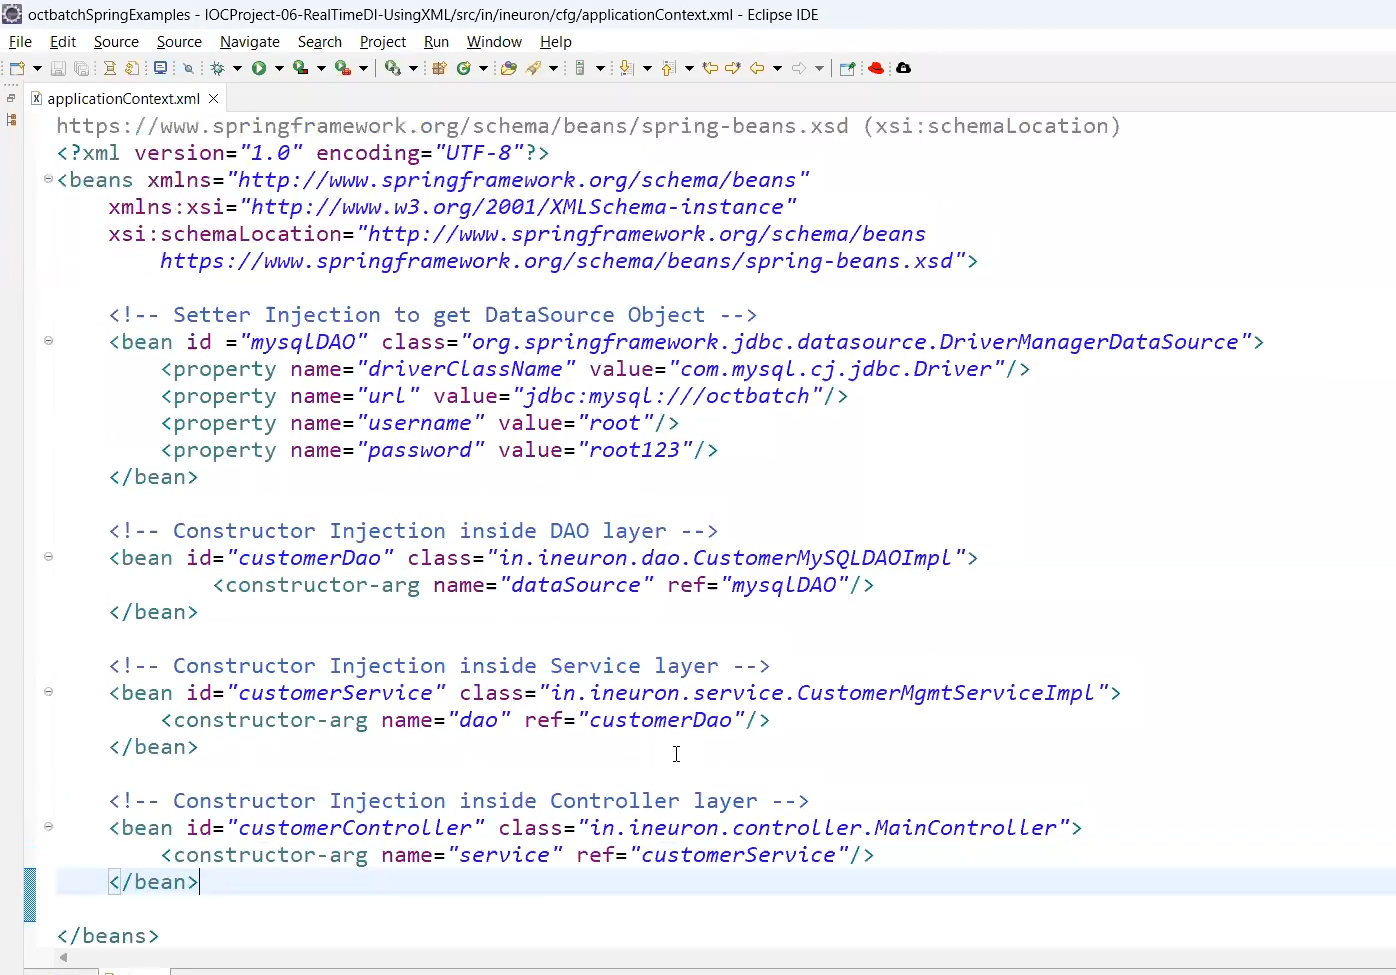 octbatchSpringExamples - IOCProject-06-RealTimeDI-UsingXML/src/in/ineuron/cfg/applicationContext.xml - Eclipse IDE
File Edit Source Source Navigate Search Project Run Window Help
applicationContext.xml
https://www.springframework.org/schema/beans/spring-beans.xsd (xsi:schemaLocation)
<?xml version="1.0" encoding="UTF-8"?>
<beans xmlns="http://www.springframework.org/schema/beans"
xmlns:xsi="http://www.w3.org/2001/XMLSchema-instance"
xsi:schemaLocation="http://www.springframework.org/schema/beans
https://www.springframework.org/schema/beans/spring-beans.xsd">
<!-- Setter Injection to get DataSource Object -->
<bean id ="mysqlDAO" class="org.springframework.jdbc.datasource.DriverManagerDataSource">
<property name="driverClassName" value="com.mysql.cj.jdbc.Driver"/>
<property name="url" value="jdbc:mysql:///octbatch"/>
<property name="username" value="root"/>
<property name="password" value="root123"/>
</bean>
<!-- Constructor Injection inside DAO layer -->
<bean id="customerDao" class="in.ineuron.dao.CustomerMySQLDAOImpl">
<constructor-arg name="dataSource" ref="mysqlDAO"/>
</bean>
<!-- Constructor Injection inside Service layer -->
<bean id="customerService" class="in.ineuron.service.CustomerMgmtServiceImpl">
<constructor-arg name="dao" ref="customerDao"/>
</bean>
<!-- Constructor Injection inside Controller layer -->
<bean id="customerController" class="in.ineuron.controller.MainController">
<constructor-arg name="service" ref="customerService"/>
</bean>
</beans>